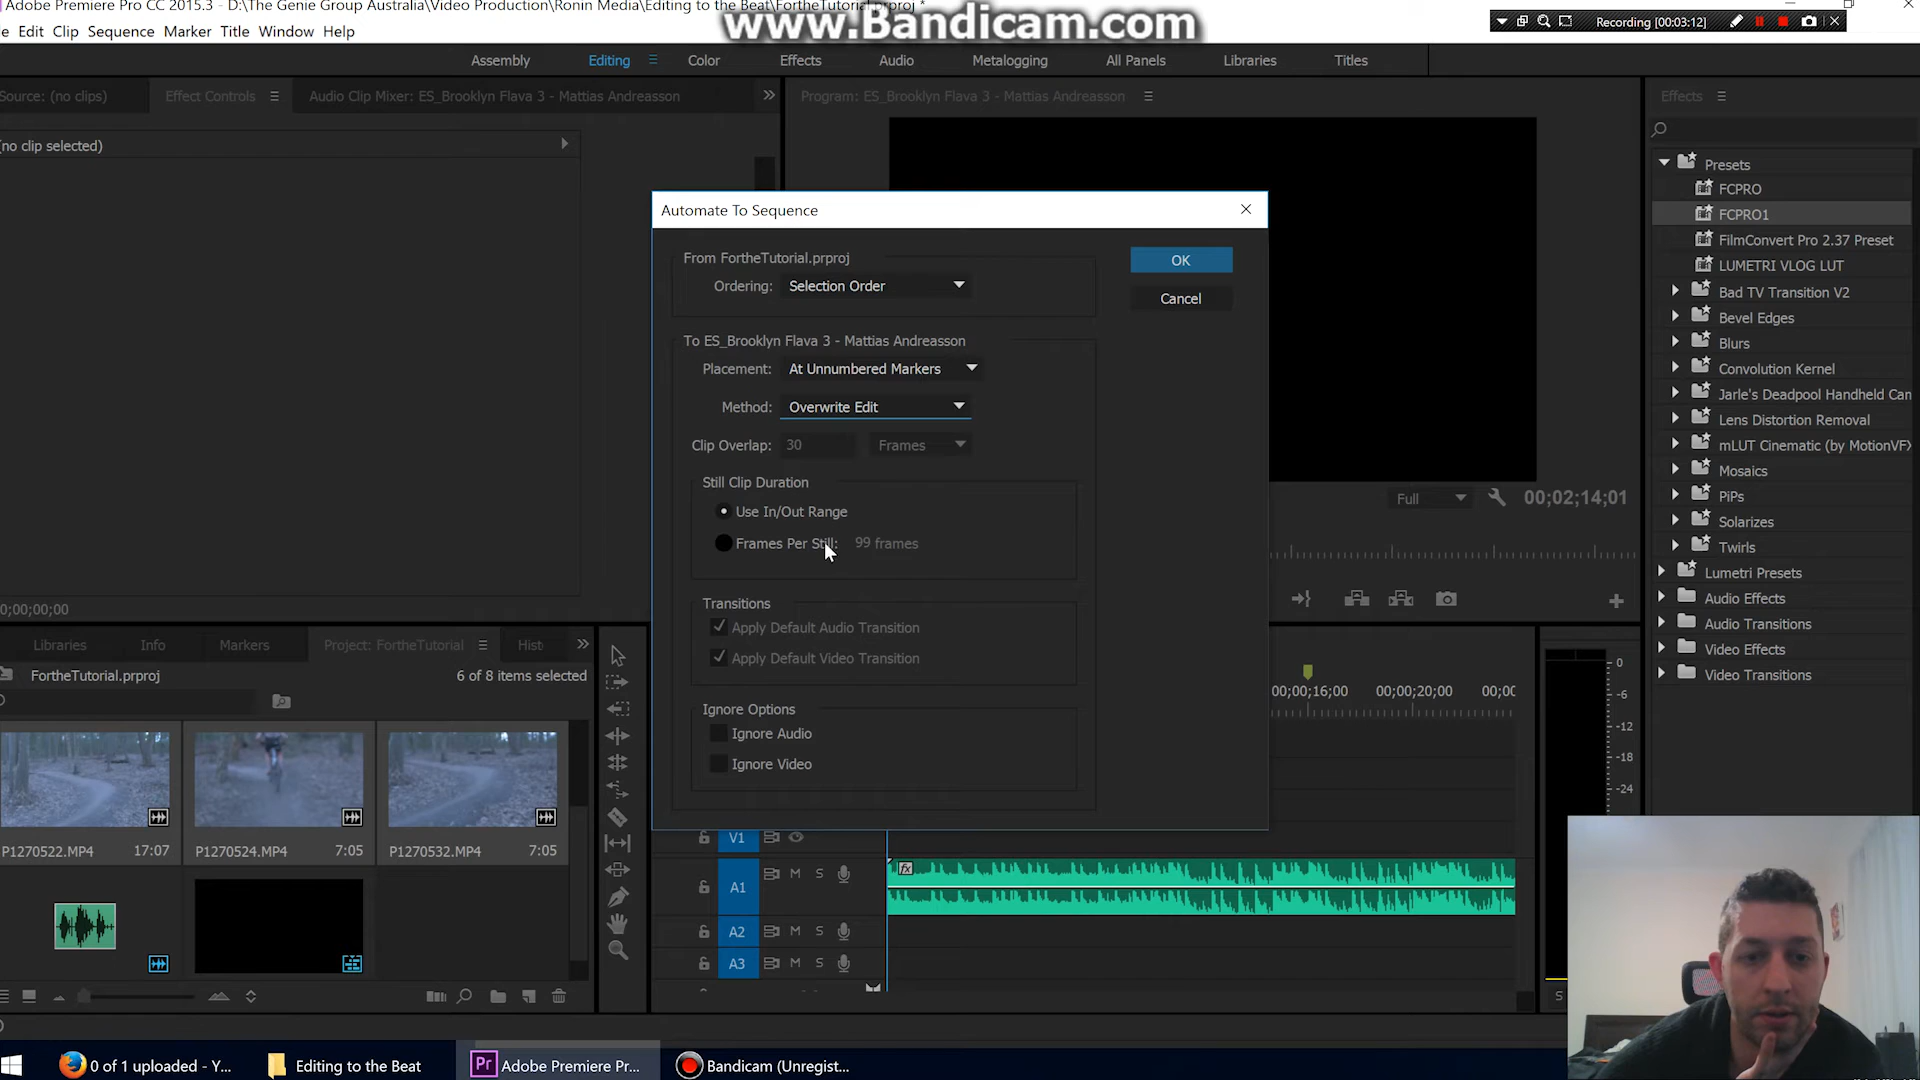 Adobe Premiere Pro CC 2015.3 - D:\The Genie Group Australia\Video Production\Ronin Media\Editing to the Beat\FortheTutorial.prproj *
www.Bandicam.com
Recording [00:03:12]
Edit Clip Sequence Marker Title Window Help
Assembly Editing Color Effects Audio Metalogging All Panels Libraries Titles
Source: (no clips) Effect Controls Audio Clip Mixer: ES_Brooklyn Flava 3 - Mattias Andreasson
Program: ES_Brooklyn Flava 3 - Mattias Andreasson
Effects
(no clip selected)
Presets
FCPRO
FCPRO1
FilmConvert Pro 2.37 Preset
LUMETRI VLOG LUT
Bad TV Transition V2
Bevel Edges
Blurs
Convolution Kernel
Jarle's Deadpool Handheld Can
Lens Distortion Removal
mLUT Cinematic (by MotionVFX
Mosaics
PiPs
Solarizes
Twirls
Lumetri Presets
Audio Effects
Audio Transitions
Video Effects
Video Transitions
Automate To Sequence
From FortheTutorial.prproj
Ordering: Selection Order
OK
Cancel
To ES_Brooklyn Flava 3 - Mattias Andreasson
Placement: At Unnumbered Markers
Method: Overwrite Edit
Clip Overlap: 30 Frames
Still Clip Duration
Use In/Out Range
Frames Per Still: 99 frames
Transitions
Apply Default Audio Transition
Apply Default Video Transition
Ignore Options
Ignore Audio
Ignore Video
Full 00;02;14;01
0;00;00;00
Libraries Info Markers Project: FortheTutorial Hist
FortheTutorial.prproj 6 of 8 items selected
P1270522.MP4 17:07
P1270524.MP4 7:05
P1270532.MP4 7:05
00;00;16;00 00;00;20;00 00;00
V1
A1 M S
A2 M S
A3 M S
0
-6
-12
-18
-24
S
0 of 1 uploaded - Y...
Editing to the Beat
Pr Adobe Premiere Pr...
Bandicam (Unregist...